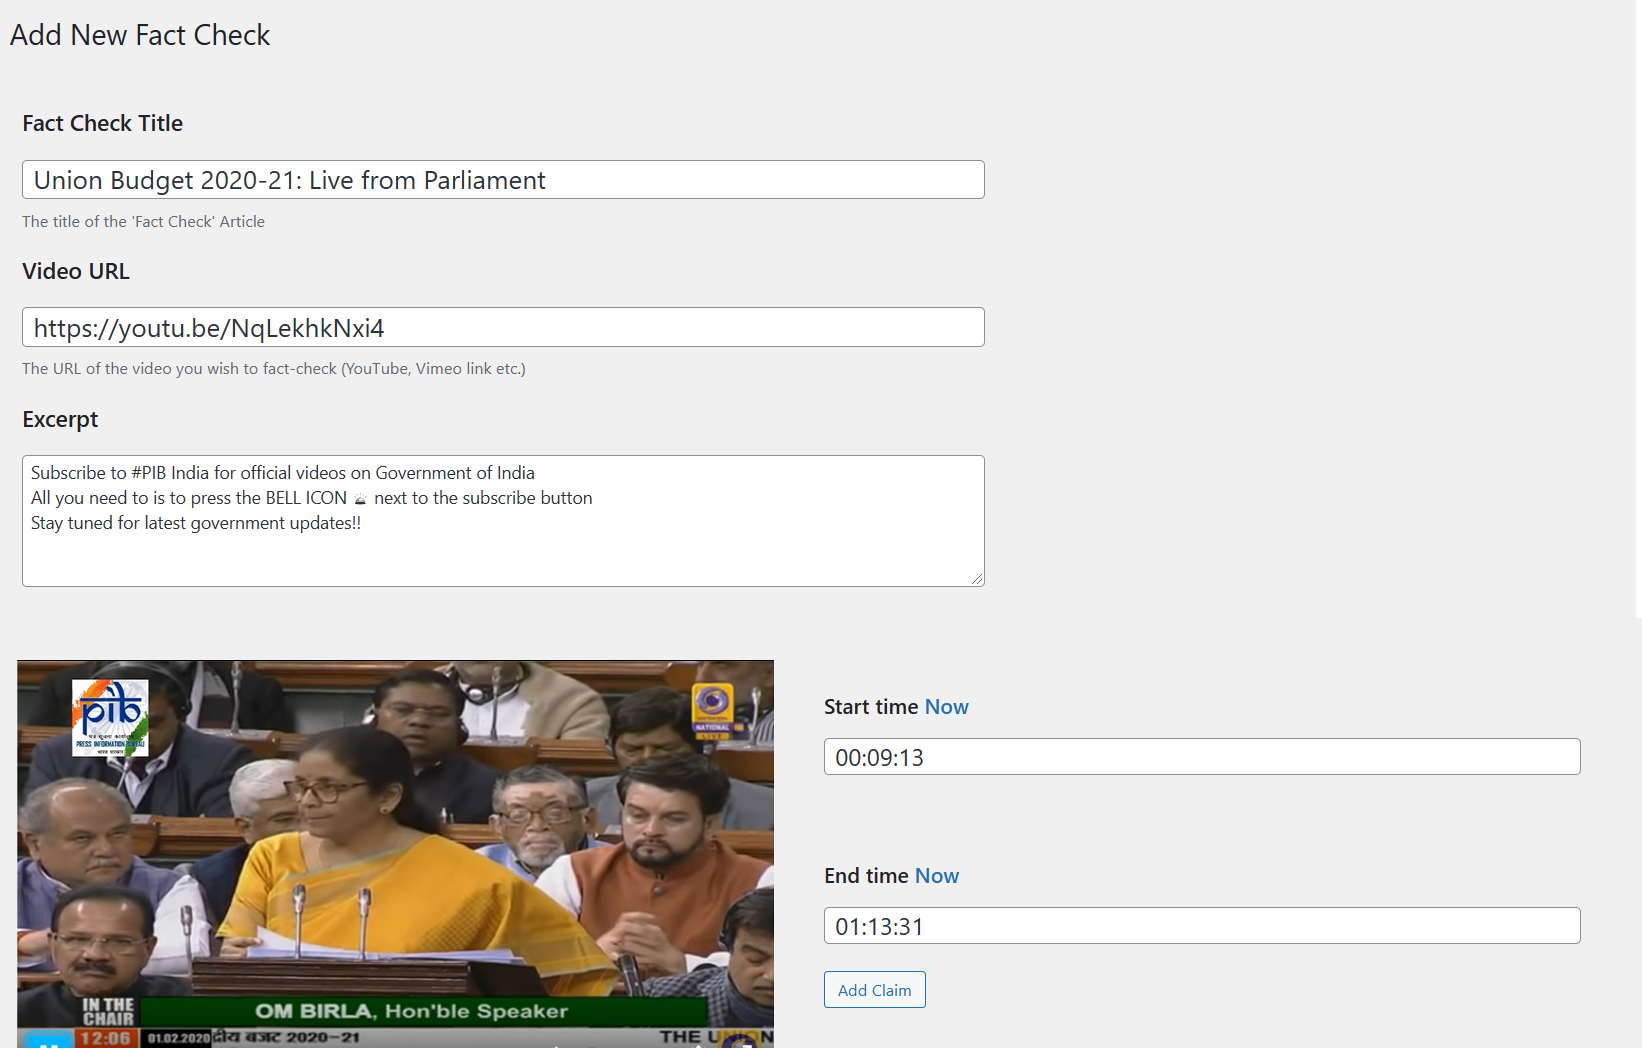 Add New Fact Check
Fact Check Title
Union Budget 2020-21: Live from Parliament
The title of the 'Fact Check' Article
Video URL
https://youtu.be/NqLekhkNxi4
The URL of the video you wish to fact-check (YouTube, Vimeo link etc.)
Excerpt
Subscribe to #PIB India for official videos on Government of India
All you need to is to press the BELL ICON 🚨 next to the subscribe button
Stay tuned for latest government updates!!
pib
PRESS INFORMATION BUREAU
NATIONAL
LIVE
IN THE
CHAIR
OM BIRLA, Hon'ble Speaker
12:06
01.02.2020
बजट 2020-21
THE
Start time Now
00:09:13
End time Now
01:13:31
Add Claim